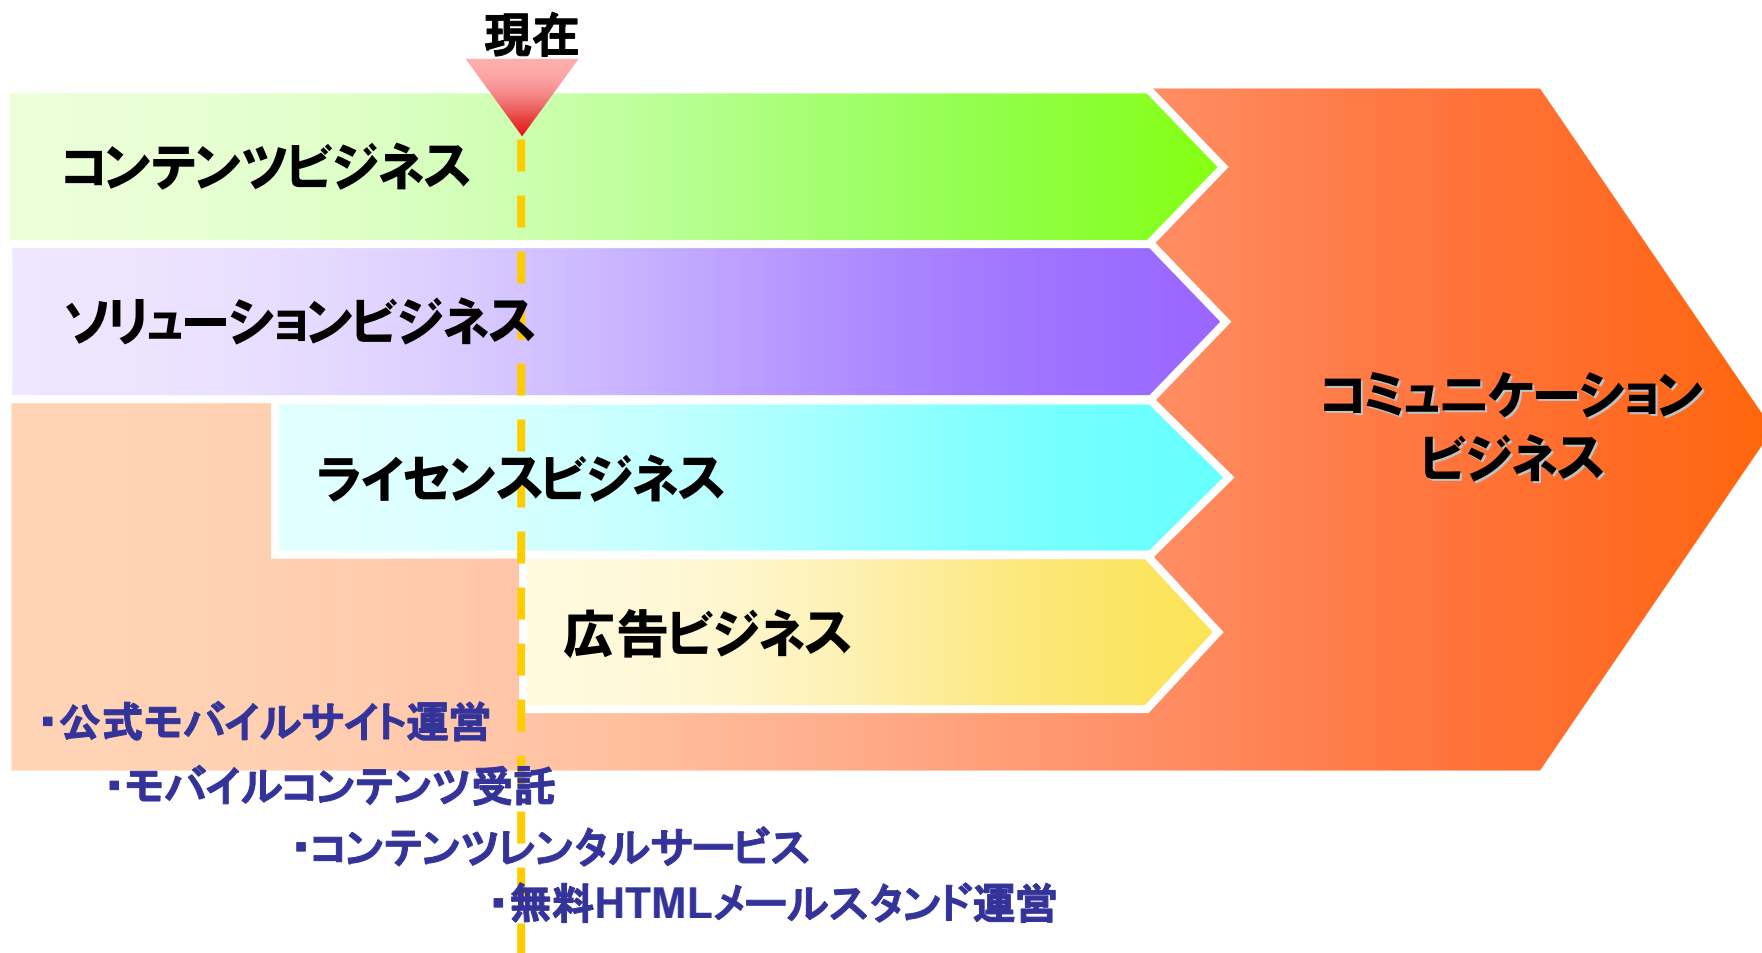 現在
コンテンツビジネス
ソリューションビジネス
ライセンスビジネス
広告ビジネス
コミュニケーション
ビジネス
・公式モバイルサイト運営
・モバイルコンテンツ受託
・コンテンツレンタルサービス
・無料HTMLメールスタンド運営